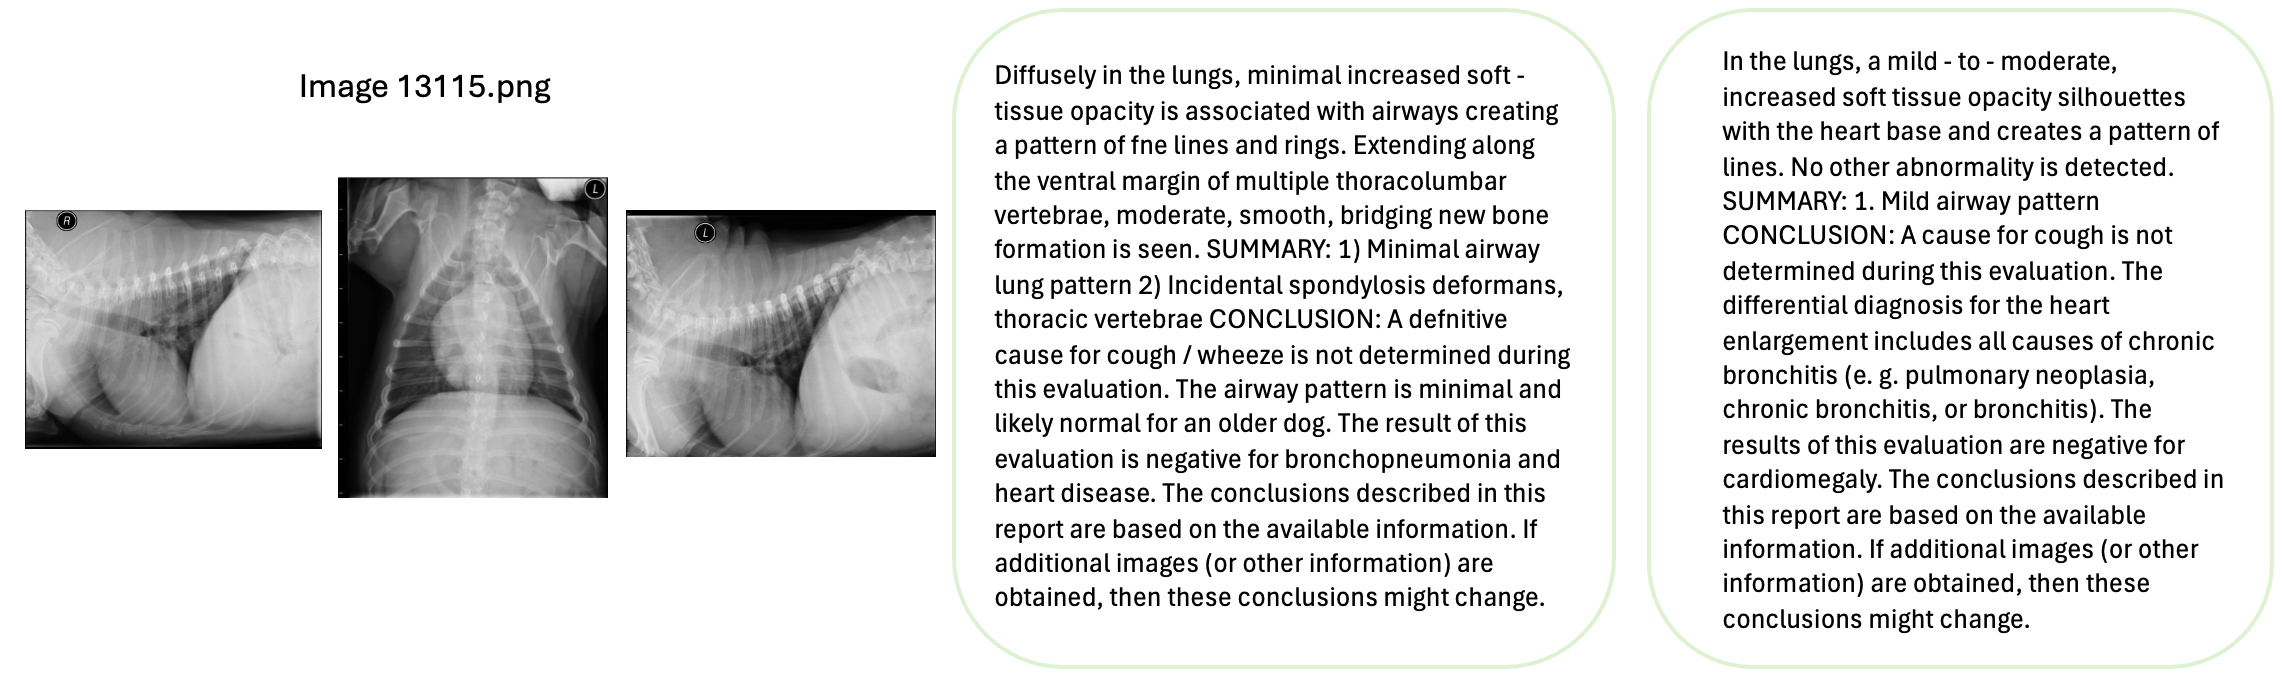 Image 13115.png
R
L
L
Diffusely in the lungs, minimal increased soft -
tissue opacity is associated with airways creating
a pattern of fne lines and rings. Extending along
the ventral margin of multiple thoracolumbar
vertebrae, moderate, smooth, bridging new bone
formation is seen. SUMMARY: 1) Minimal airway
lung pattern 2) Incidental spondylosis deformans,
thoracic vertebrae CONCLUSION: A defnitive
cause for cough / wheeze is not determined during
this evaluation. The airway pattern is minimal and
likely normal for an older dog. The result of this
evaluation is negative for bronchopneumonia and
heart disease. The conclusions described in this
report are based on the available information. If
additional images (or other information) are
obtained, then these conclusions might change.
In the lungs, a mild - to - moderate,
increased soft tissue opacity silhouettes
with the heart base and creates a pattern of
lines. No other abnormality is detected.
SUMMARY: 1. Mild airway pattern
CONCLUSION: A cause for cough is not
determined during this evaluation. The
differential diagnosis for the heart
enlargement includes all causes of chronic
bronchitis (e. g. pulmonary neoplasia,
chronic bronchitis, or bronchitis). The
results of this evaluation are negative for
cardiomegaly. The conclusions described in
this report are based on the available
information. If additional images (or other
information) are obtained, then these
conclusions might change.